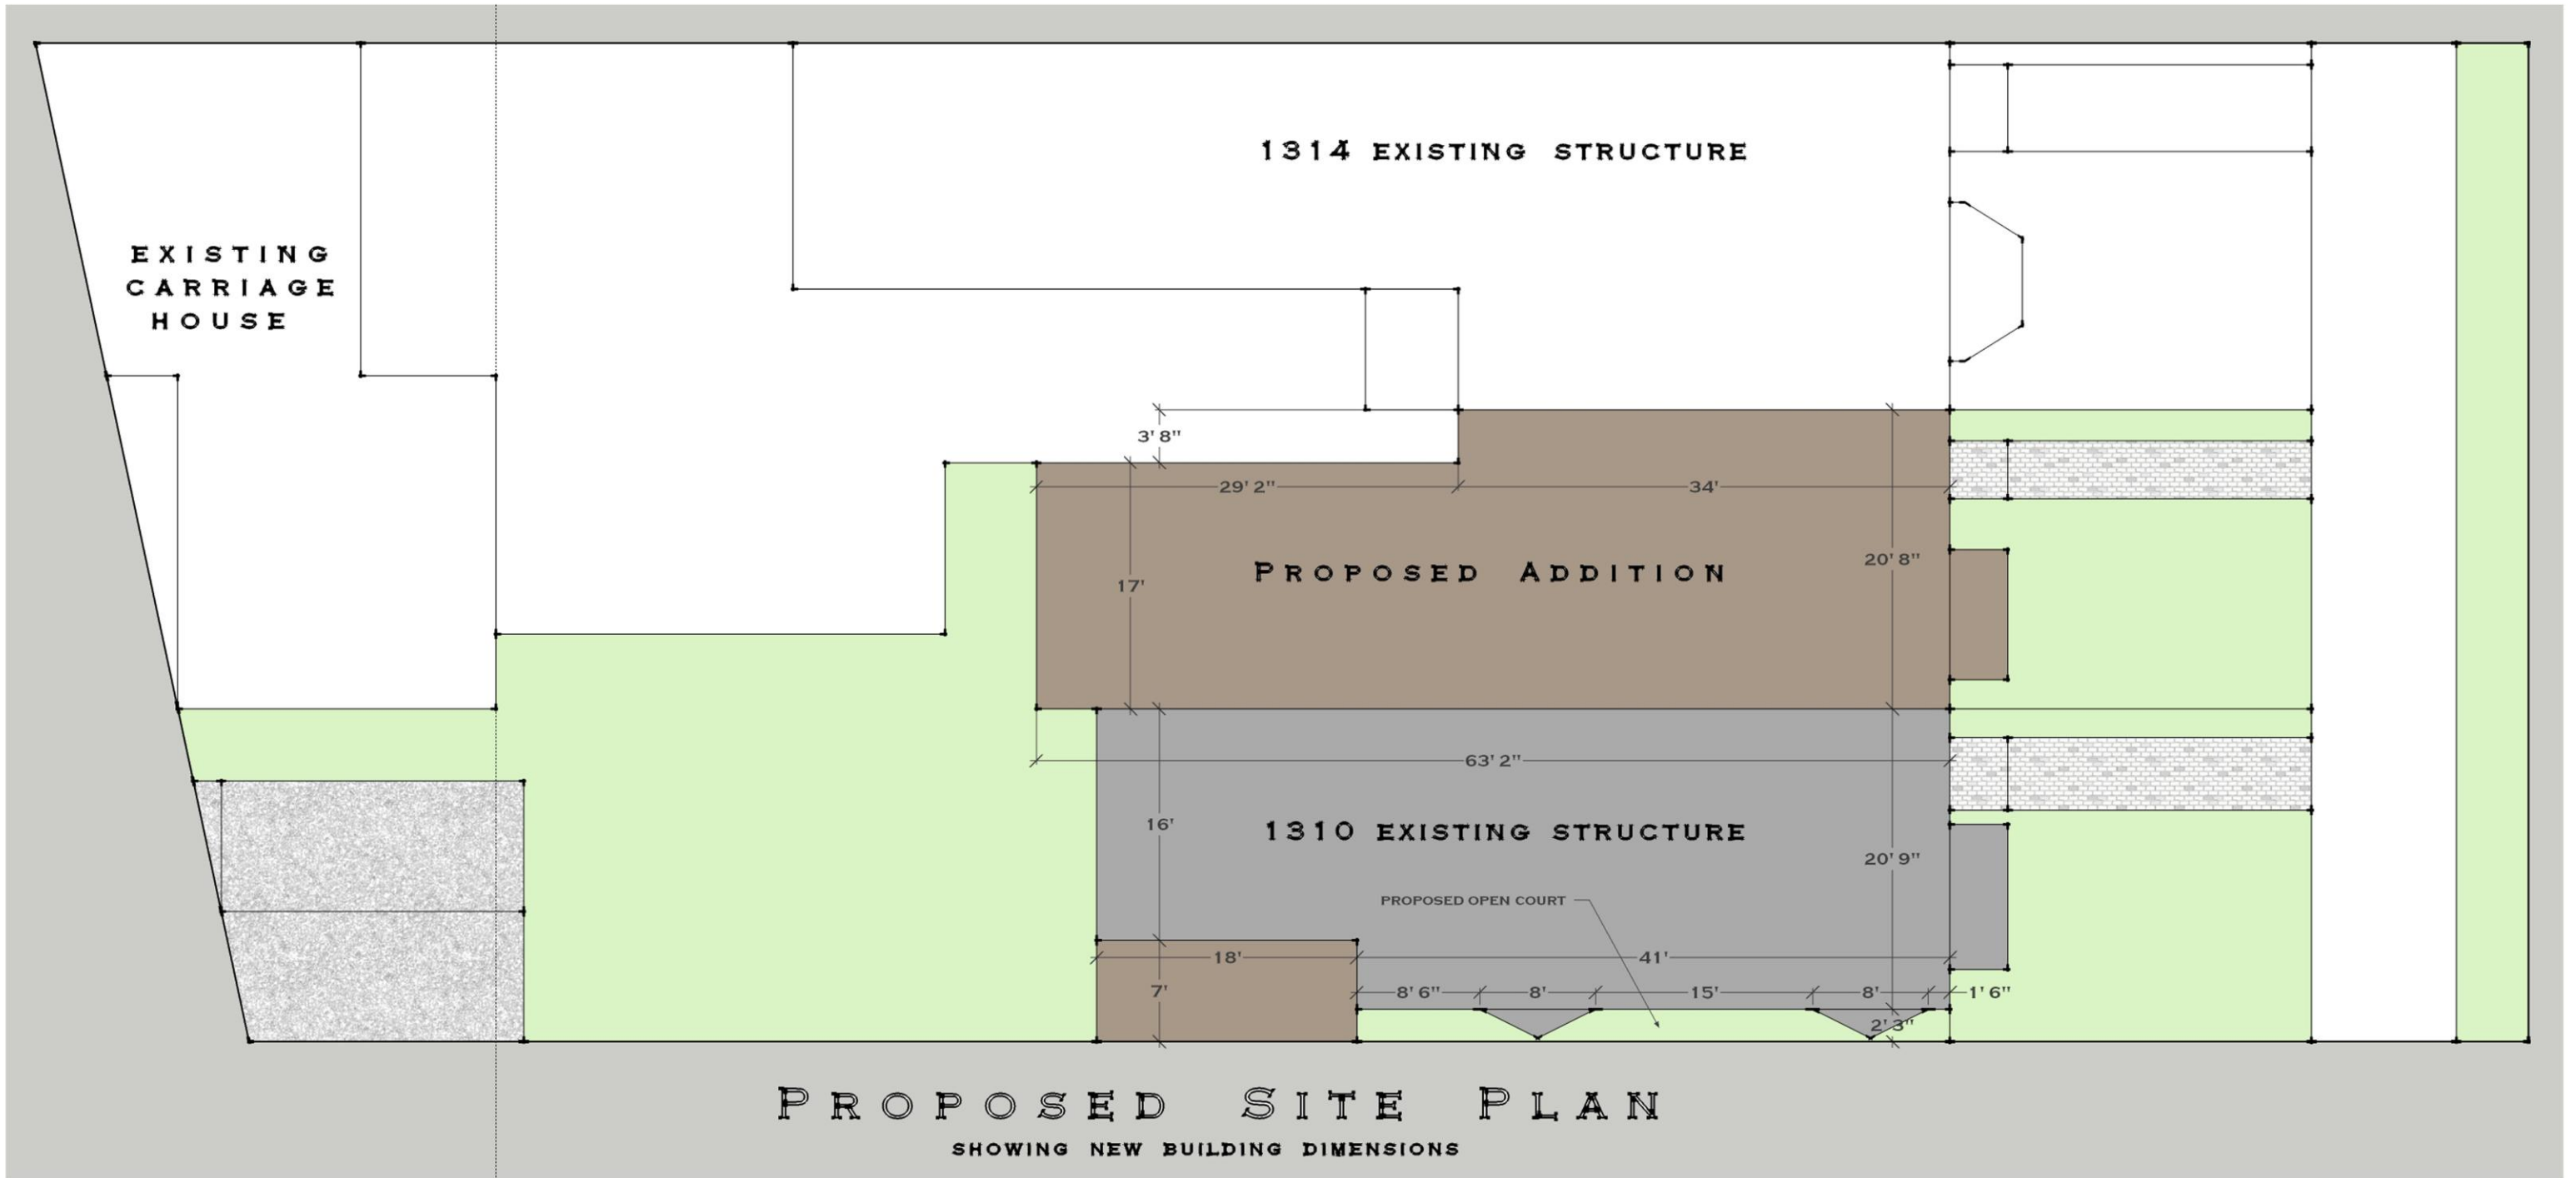 1314 EXISTING STRUCTURE
EXISTING
CARRIAGE
HOUSE
3' 8"
29' 2"
34'
PROPOSED ADDITION
20' 8"
17'
63' 2"
16'
1310 EXISTING STRUCTURE
20' 9"
PROPOSED OPEN COURT
18'
41'
7'
8' 6"
8'
15'
8'
1' 6"
2' 3"
PROPOSED SITE PLAN
SHOWING NEW BUILDING DIMENSIONS